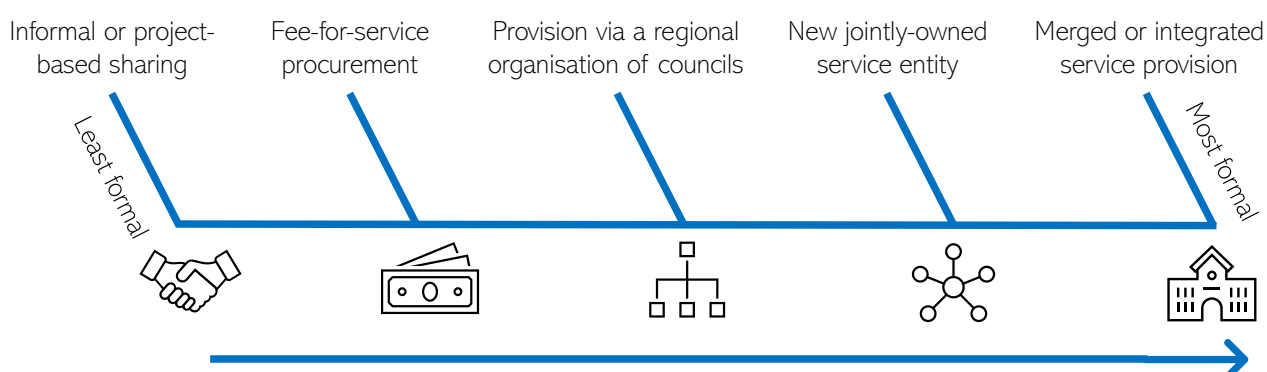 Informal or project-
based sharing
Fee-for-service
procurement
Provision via a regional
organisation of councils
New jointly-owned
service entity
Merged or integrated
service provision
Least formal
Most formal